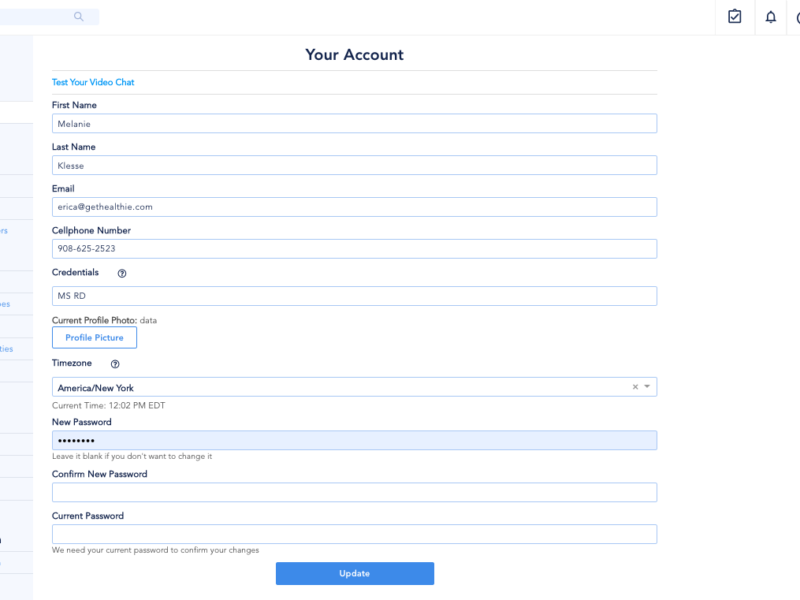 Your Account
Test Your Video Chat
First Name
Melanie
Last Name
Klesse
Email
erica@gethealthie.com
Cellphone Number
908-625-2523
Credentials
MS RD
Current Profile Photo: data
Profile Picture
Timezone
America/New York
Current Time: 12:02 PM EDT
New Password
••••••••
Leave it blank if you don't want to change it
Confirm New Password
Current Password
We need your current password to confirm your changes
Update